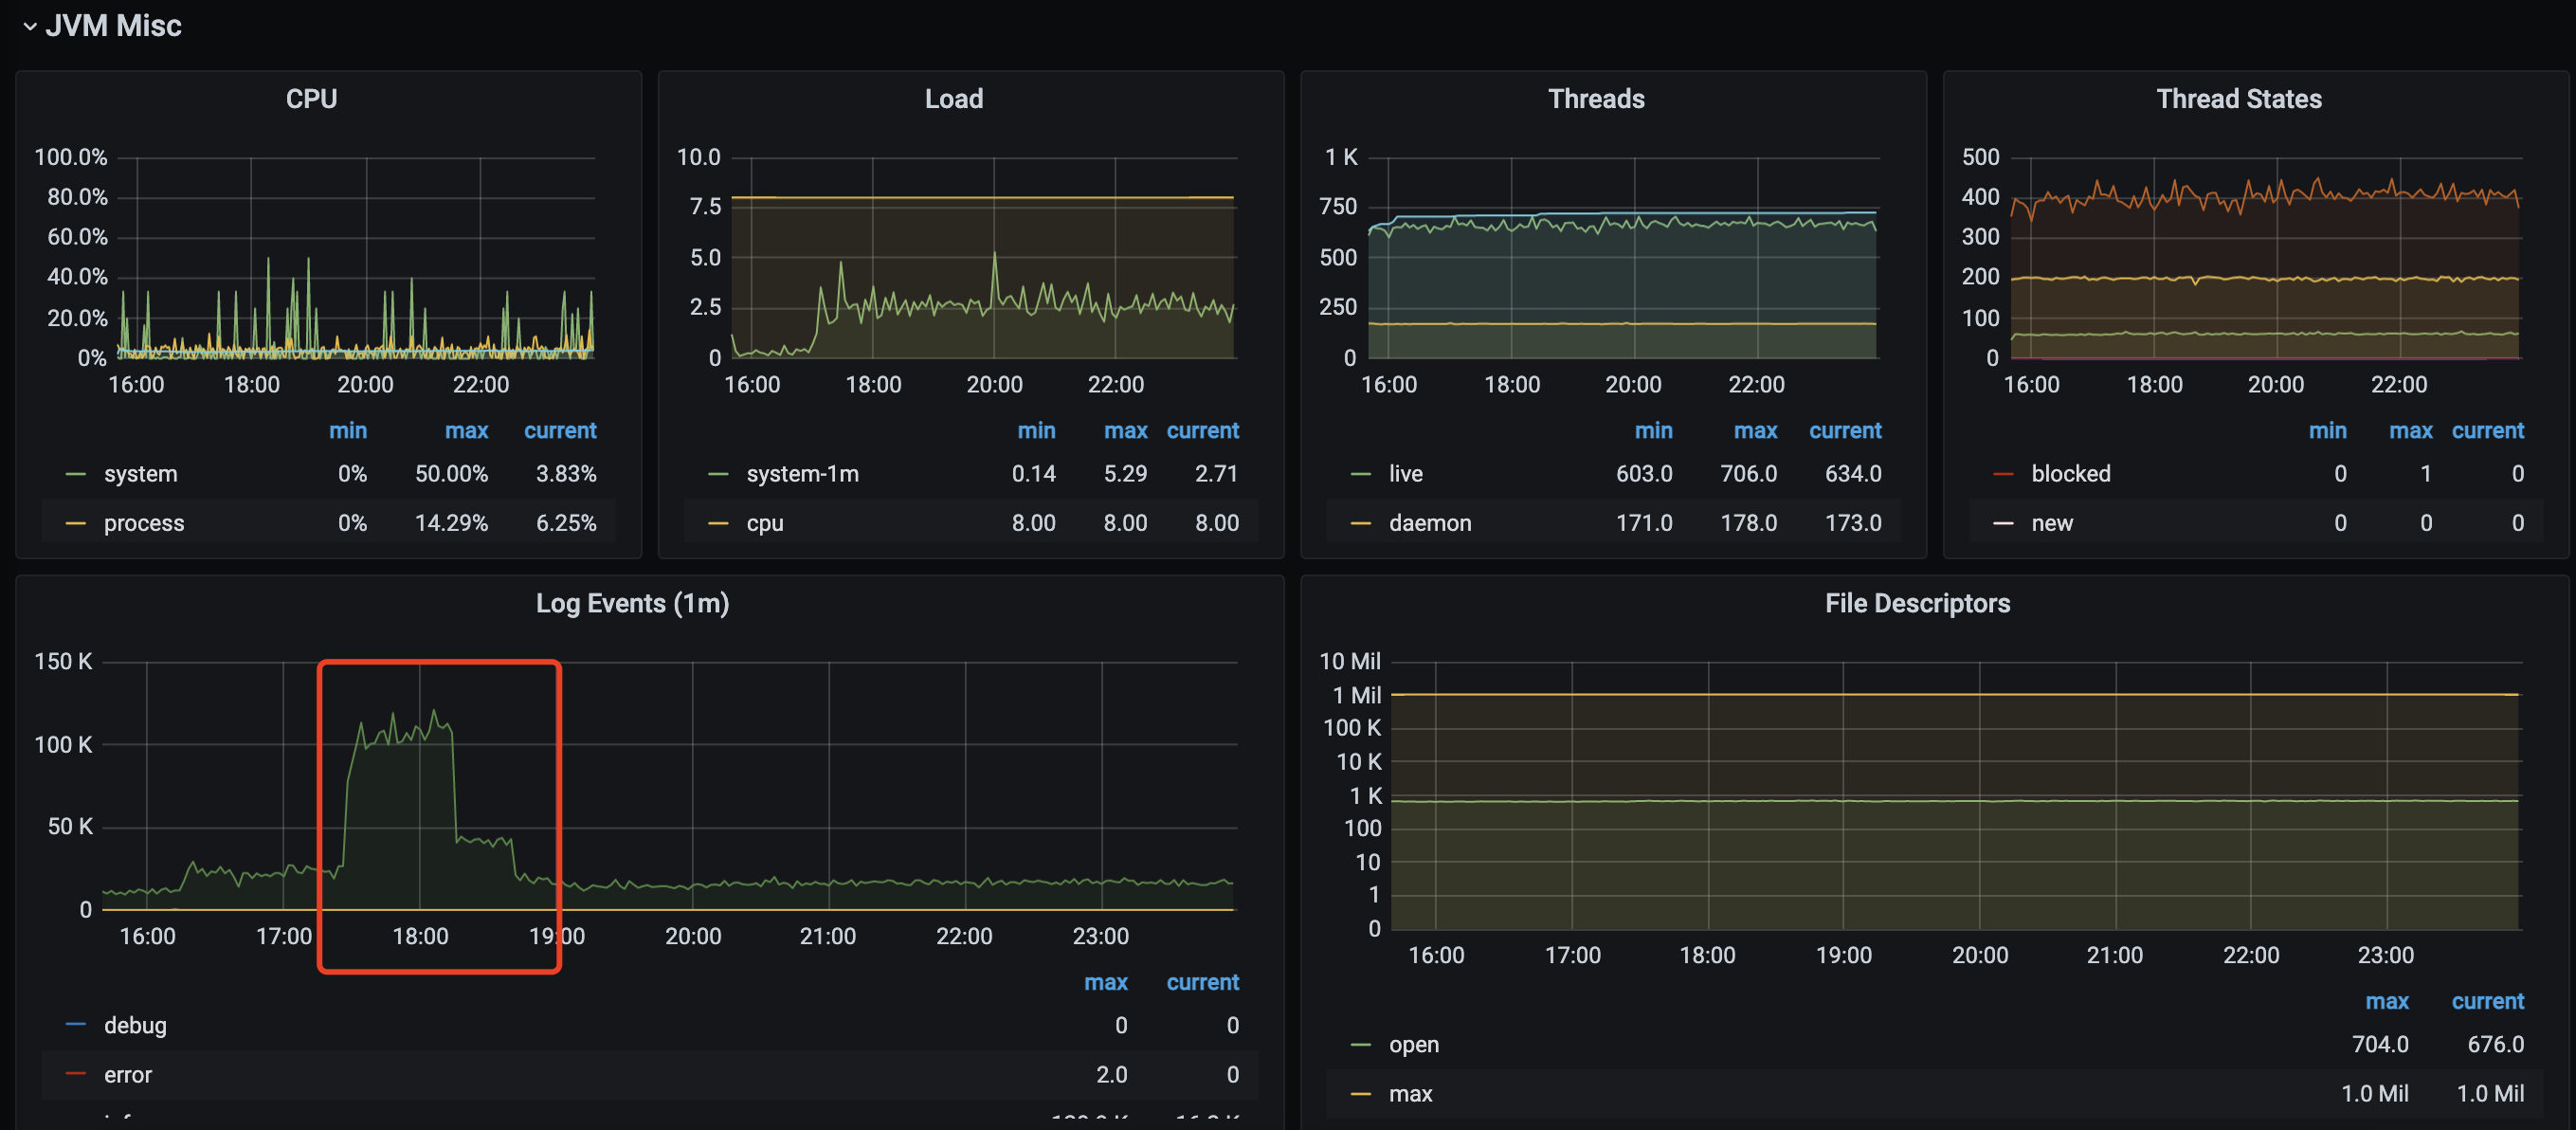 JVM Misc
CPU
100.0%
80.0%
60.0%
40.0%
20.0%
0%
16:00 18:00 20:00 22:00
min max current
system 0% 50.00% 3.83%
process 0% 14.29% 6.25%
Load
10.0
7.5
5.0
2.5
0
16:00 18:00 20:00 22:00
min max current
system-1m 0.14 5.29 2.71
cpu 8.00 8.00 8.00
Threads
1 K
750
500
250
0
16:00 18:00 20:00 22:00
min max current
live 603.0 706.0 634.0
daemon 171.0 178.0 173.0
Thread States
500
400
300
200
100
0
16:00 18:00 20:00 22:00
min max current
blocked 0 1 0
new 0 0 0
Log Events (1m)
150 K
100 K
50 K
0
16:00 17:00 18:00 19:00 20:00 21:00 22:00 23:00
max current
debug 0 0
error 2.0 0
File Descriptors
10 Mil
1 Mil
100 K
10 K
1 K
100
10
1
0
16:00 17:00 18:00 19:00 20:00 21:00 22:00 23:00
max current
open 704.0 676.0
max 1.0 Mil 1.0 Mil